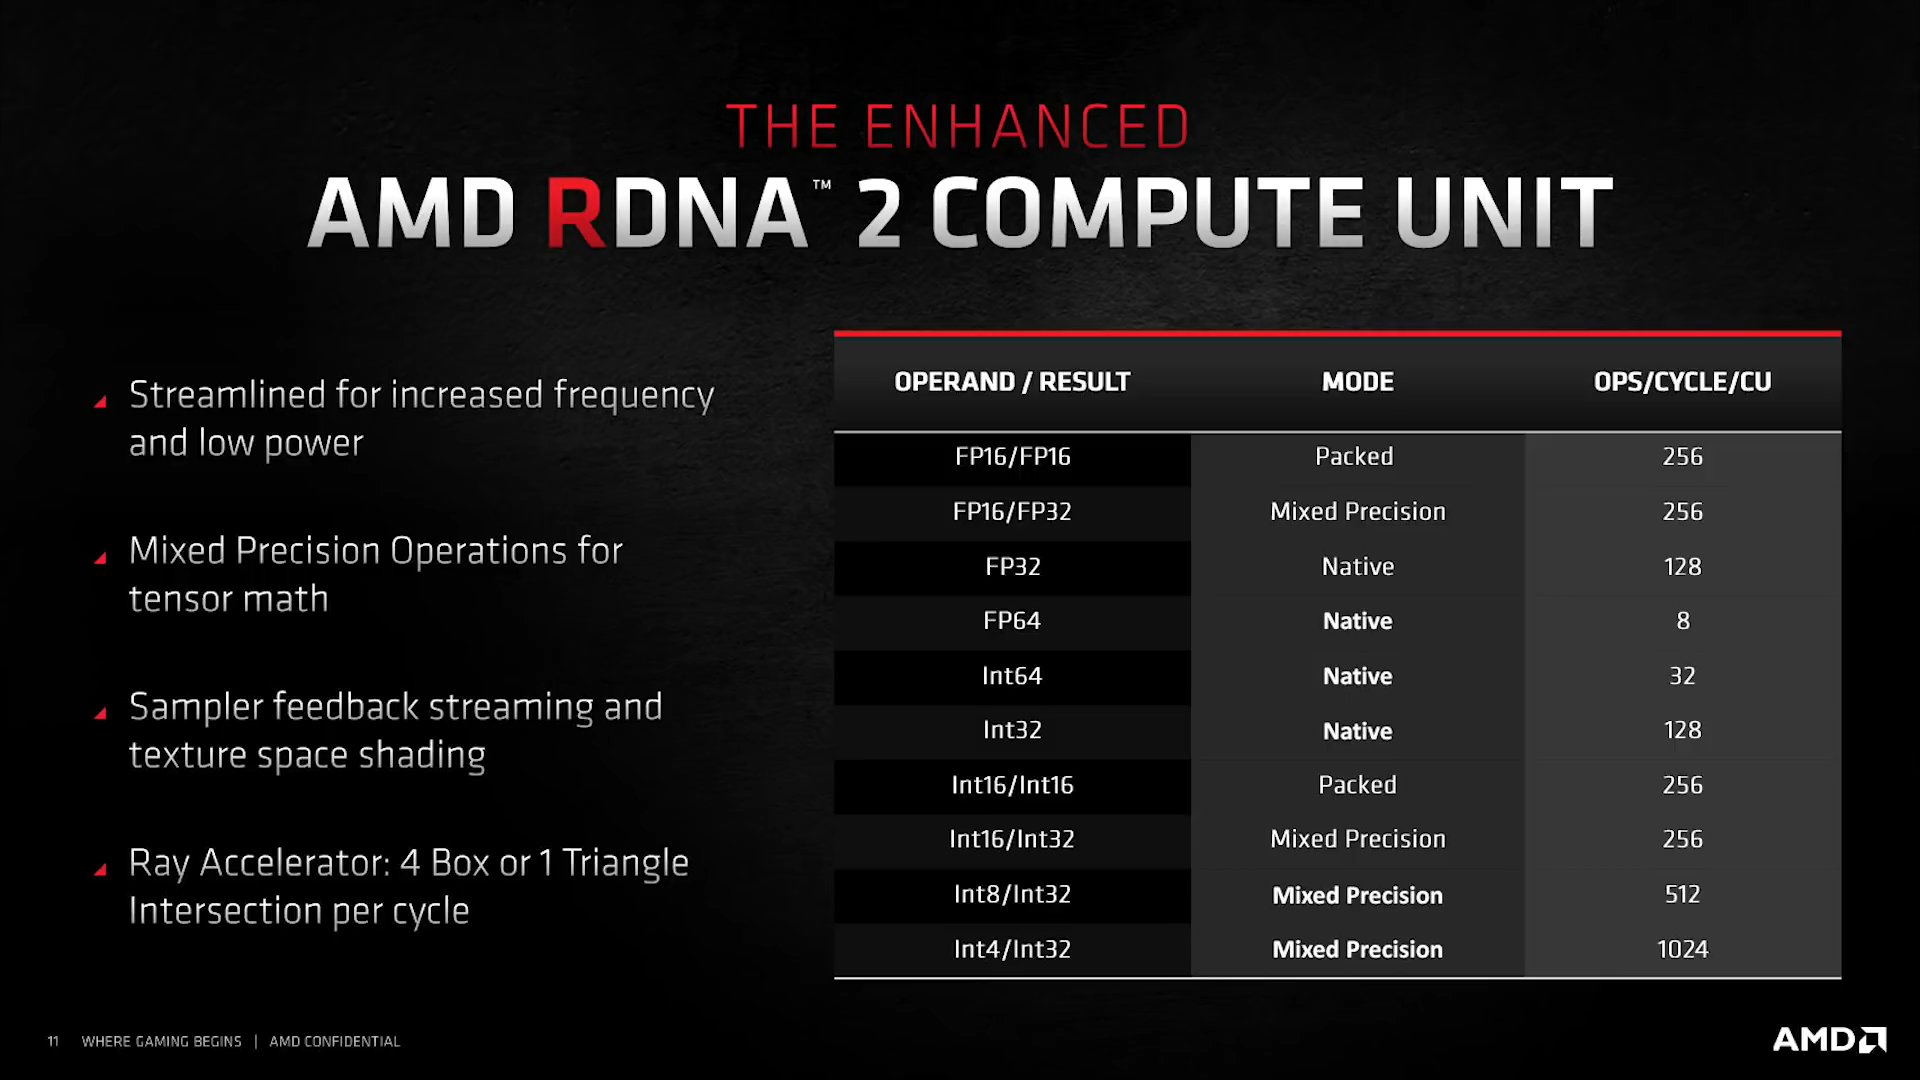 THE ENHANCED
AMD RDNA™ 2 COMPUTE UNIT
Streamlined for increased frequency
and low power
Mixed Precision Operations for
tensor math
Sampler feedback streaming and
texture space shading
Ray Accelerator: 4 Box or 1 Triangle
Intersection per cycle
OPERAND / RESULT MODE OPS/CYCLE/CU
FP16/FP16 Packed 256
FP16/FP32 Mixed Precision 256
FP32 Native 128
FP64 Native 8
Int64 Native 32
Int32 Native 128
Int16/Int16 Packed 256
Int16/Int32 Mixed Precision 256
Int8/Int32 Mixed Precision 512
Int4/Int32 Mixed Precision 1024
11 WHERE GAMING BEGINS | AMD CONFIDENTIAL
AMD